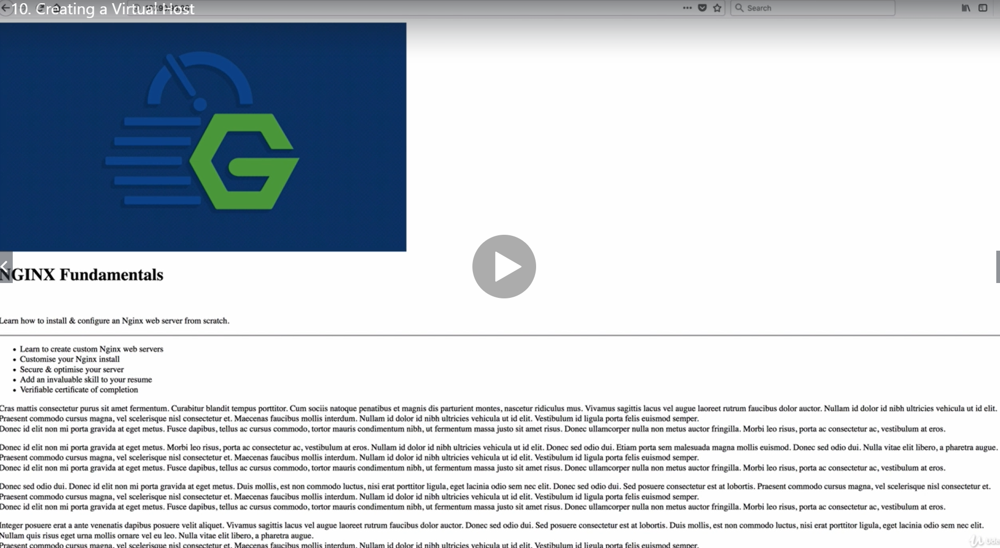 10. Creating a Virtual Host
Search
NGINX Fundamentals
Learn how to install & configure an Nginx web server from scratch.
Learn to create custom Nginx web servers
Customise your Nginx install
Secure & optimise your server
Add an invaluable skill to your resume
Verifiable certificate of completion
Cras mattis consectetur purus sit amet fermentum. Curabitur blandit tempus porttitor. Cum sociis natoque penatibus et magnis dis parturient montes, nascetur ridiculus mus. Vivamus sagittis lacus vel augue laoreet rutrum faucibus dolor auctor. Nullam id dolor id nibh ultricies vehicula ut id elit.
Praesent commodo cursus magna, vel scelerisque nisl consectetur et. Maecenas faucibus mollis interdum. Nullam id dolor id nibh ultricies vehicula ut id elit. Vestibulum id ligula porta felis euismod semper.
Donec id elit non mi porta gravida at eget metus. Fusce dapibus, tellus ac cursus commodo, tortor mauris condimentum nibh, ut fermentum massa justo sit amet risus. Donec ullamcorper nulla non metus auctor fringilla. Morbi leo risus, porta ac consectetur ac, vestibulum at eros.
Donec id elit non mi porta gravida at eget metus. Morbi leo risus, porta ac consectetur ac, vestibulum at eros. Nullam id dolor id nibh ultricies vehicula ut id elit. Donec sed odio dui. Etiam porta sem malesuada magna mollis euismod. Donec sed odio dui. Nulla vitae elit libero, a pharetra augue.
Praesent commodo cursus magna, vel scelerisque nisl consectetur et. Maecenas faucibus mollis interdum. Nullam id dolor id nibh ultricies vehicula ut id elit. Vestibulum id ligula porta felis euismod semper.
Donec id elit non mi porta gravida at eget metus. Fusce dapibus, tellus ac cursus commodo, tortor mauris condimentum nibh, ut fermentum massa justo sit amet risus. Donec ullamcorper nulla non metus auctor fringilla. Morbi leo risus, porta ac consectetur ac, vestibulum at eros.
Donec sed odio dui. Donec id elit non mi porta gravida at eget metus. Duis mollis, est non commodo luctus, nisi erat porttitor ligula, eget lacinia odio sem nec elit. Donec sed odio dui. Sed posuere consectetur est at lobortis. Praesent commodo cursus magna, vel scelerisque nisl consectetur et.
Praesent commodo cursus magna, vel scelerisque nisl consectetur et. Maecenas faucibus mollis interdum. Nullam id dolor id nibh ultricies vehicula ut id elit. Vestibulum id ligula porta felis euismod semper.
Donec id elit non mi porta gravida at eget metus. Fusce dapibus, tellus ac cursus commodo, tortor mauris condimentum nibh, ut fermentum massa justo sit amet risus. Donec ullamcorper nulla non metus auctor fringilla. Morbi leo risus, porta ac consectetur ac, vestibulum at eros.
Integer posuere erat a ante venenatis dapibus posuere velit aliquet. Vivamus sagittis lacus vel augue laoreet rutrum faucibus dolor auctor. Donec sed odio dui. Sed posuere consectetur est at lobortis. Duis mollis, est non commodo luctus, nisi erat porttitor ligula, eget lacinia odio sem nec elit.
Nullam quis risus eget urna mollis ornare vel eu leo. Nulla vitae elit libero, a pharetra augue.
Praesent commodo cursus magna, vel scelerisque nisl consectetur et. Maecenas faucibus mollis interdum. Nullam id dolor id nibh ultricies vehicula ut id elit. Vestibulum id ligula porta felis euismod semper.
Ude